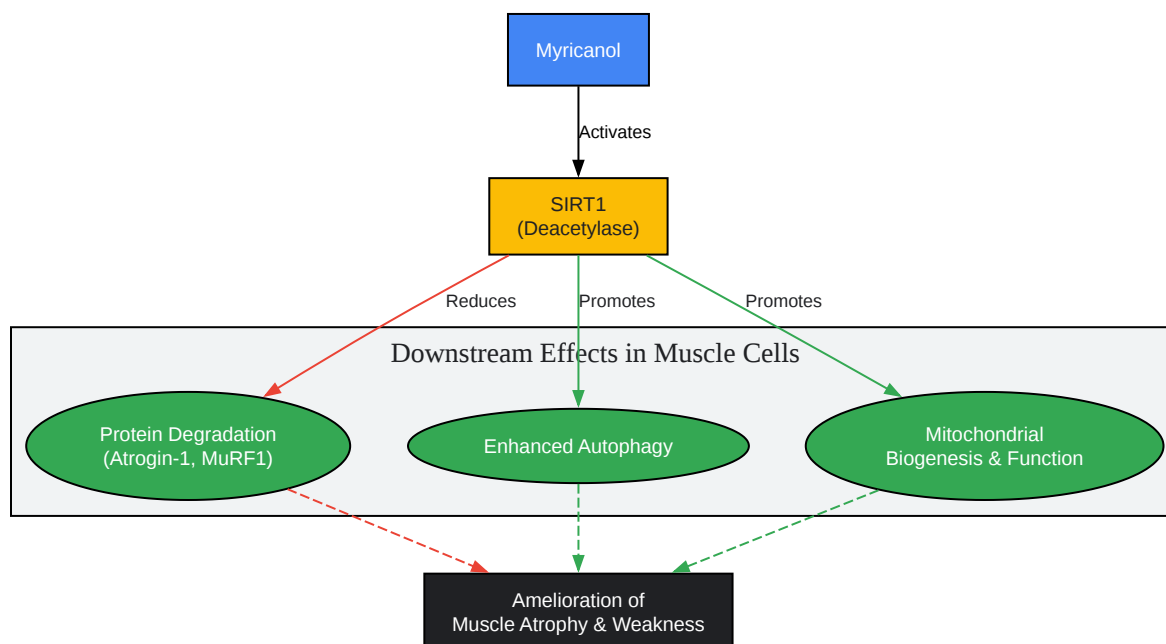 Myricanol
Activates
SIRT1
(Deacetylase)
Reduces
Promotes
Promotes
Downstream Effects in Muscle Cells
Protein Degradation
(Atrogin-1, MuRF1)
Enhanced Autophagy
Mitochondrial
Biogenesis & Function
Amelioration of
Muscle Atrophy & Weakness